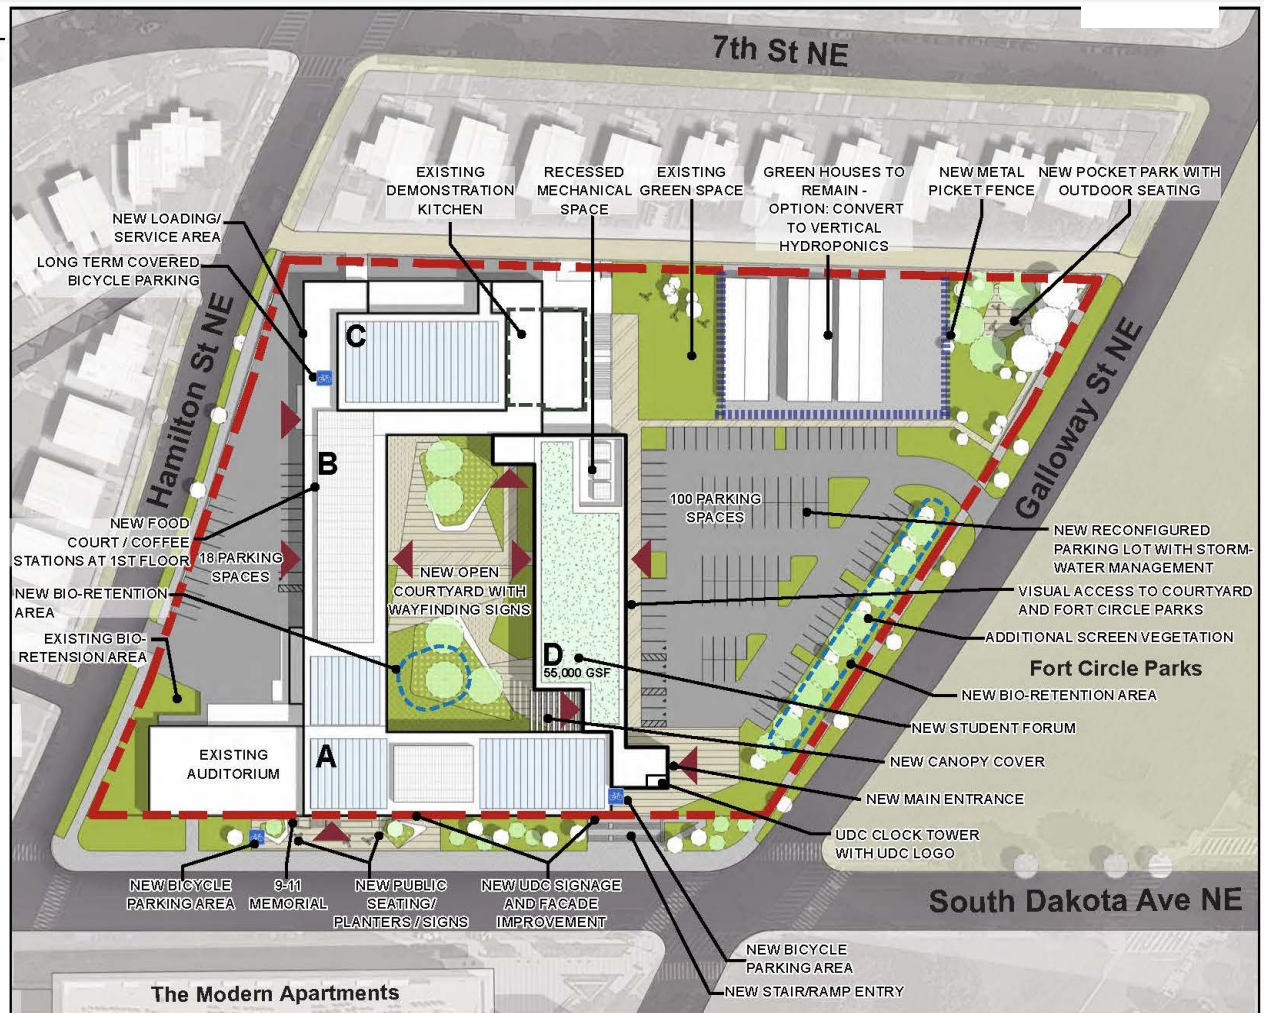 7th St NE
EXISTING
DEMONSTRATION
KITCHEN
RECESSED
MECHANICAL
SPACE
EXISTING
GREEN SPACE
GREEN HOUSES TO
REMAIN -
OPTION: CONVERT
TO VERTICAL
HYDROPONICS
NEW METAL
PICKET FENCE
NEW POCKET PARK WITH
OUTDOOR SEATING
NEW LOADING/
SERVICE AREA
LONG TERM COVERED
BICYCLE PARKING
Hamilton St NE
Galloway St NE
C
B
NEW FOOD
COURT / COFFEE
STATIONS AT 1ST FLOOR
18 PARKING
SPACES
100 PARKING
SPACES
NEW RECONFIGURED
PARKING LOT WITH STORM-
WATER MANAGEMENT
NEW OPEN
COURTYARD WITH
WAYFINDING SIGNS
NEW BIO-RETENTION
AREA
VISUAL ACCESS TO COURTYARD
AND FORT CIRCLE PARKS
EXISTING BIO-
RETENSION AREA
ADDITIONAL SCREEN VEGETATION
D
55,000 GSF
Fort Circle Parks
NEW BIO-RETENTION AREA
NEW STUDENT FORUM
EXISTING
AUDITORIUM
A
NEW CANOPY COVER
NEW MAIN ENTRANCE
UDC CLOCK TOWER
WITH UDC LOGO
NEW BICYCLE
PARKING AREA
9-11
MEMORIAL
NEW PUBLIC
SEATING/
PLANTERS / SIGNS
NEW UDC SIGNAGE
AND FACADE
IMPROVEMENT
South Dakota Ave NE
NEW BICYCLE
PARKING AREA
NEW STAIR/RAMP ENTRY
The Modern Apartments